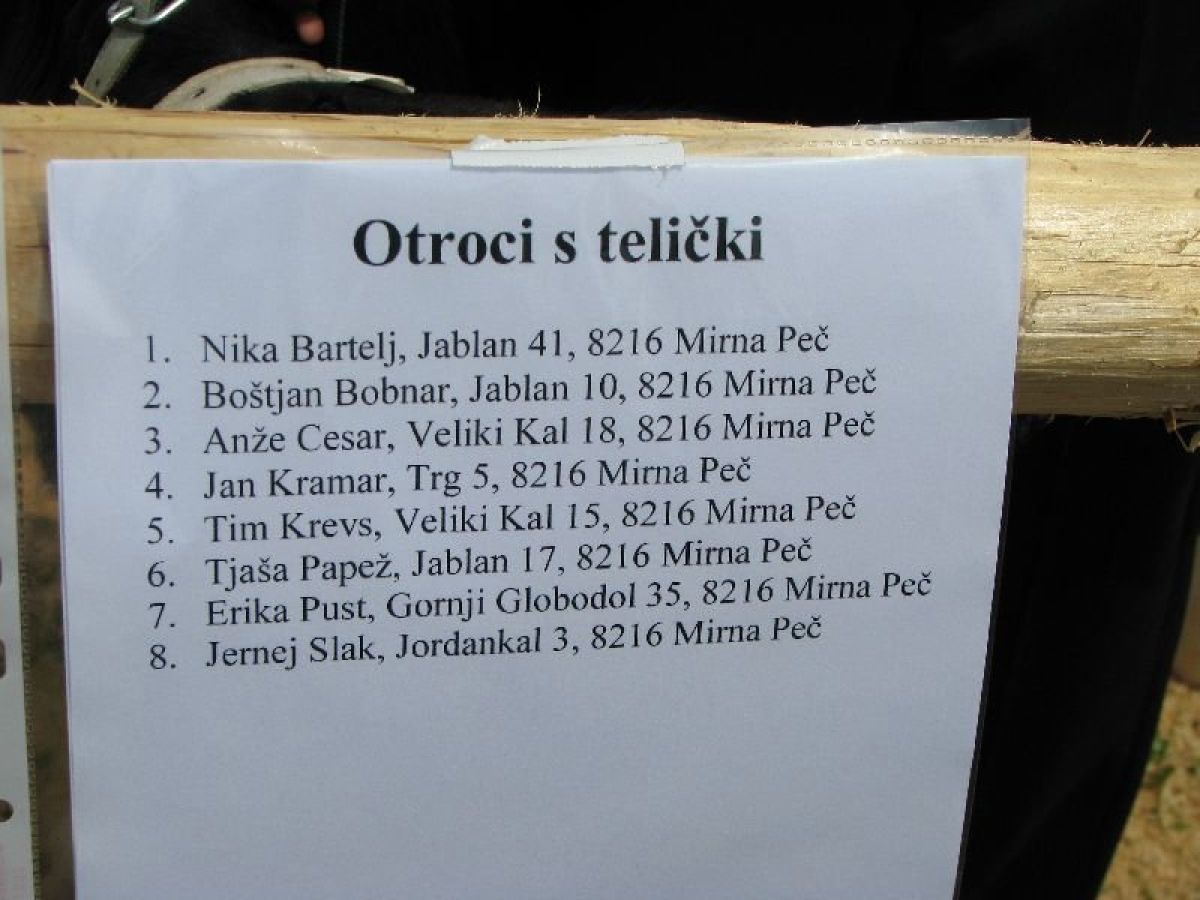 Otroci s telički
1. Nika Bartelj, Jablan 41, 8216 Mirna Peč
2. Boštjan Bobnar, Jablan 10, 8216 Mirna Peč
3. Anže Cesar, Veliki Kal 18, 8216 Mirna Peč
4. Jan Kramar, Trg 5, 8216 Mirna Peč
5. Tim Krevs, Veliki Kal 15, 8216 Mirna Peč
6. Tjaša Papež, Jablan 17, 8216 Mirna Peč
7. Erika Pust, Gornji Globodol 35, 8216 Mirna Peč
8. Jernej Slak, Jordankal 3, 8216 Mirna Peč